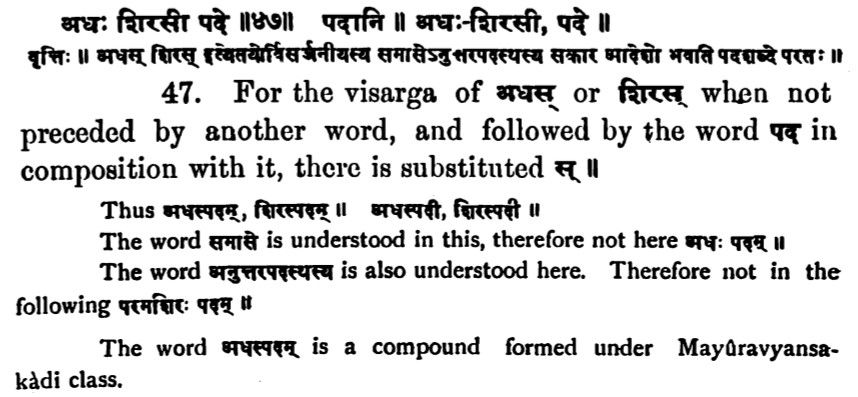 अधः शिरसी पदे ॥४७॥ पदानि ॥ अधः-शिरसी, पदे ॥
वृत्तिः ॥ अधस् शिरस् इत्येतयोर्विसर्जनीयस्य समासेऽनुत्तरपदस्थस्य सकार आदेशो भवति पदशब्दे परतः ॥
47. For the visarga of अधस् or शिरस् when not
preceded by another word, and followed by the word पद in
composition with it, there is substituted स् ॥
Thus अधस्पदम्, शिरस्पदम् ॥ अधस्पदी, शिरस्पदी ॥
The word समासे is understood in this, therefore not here अधः पदम् ॥
The word अनुत्तरपदस्थस्य is also understood here. Therefore not in the
following परमशिरः पदम् ॥
The word अधस्पदम् is a compound formed under Mayûravyansa-
kàdi class.